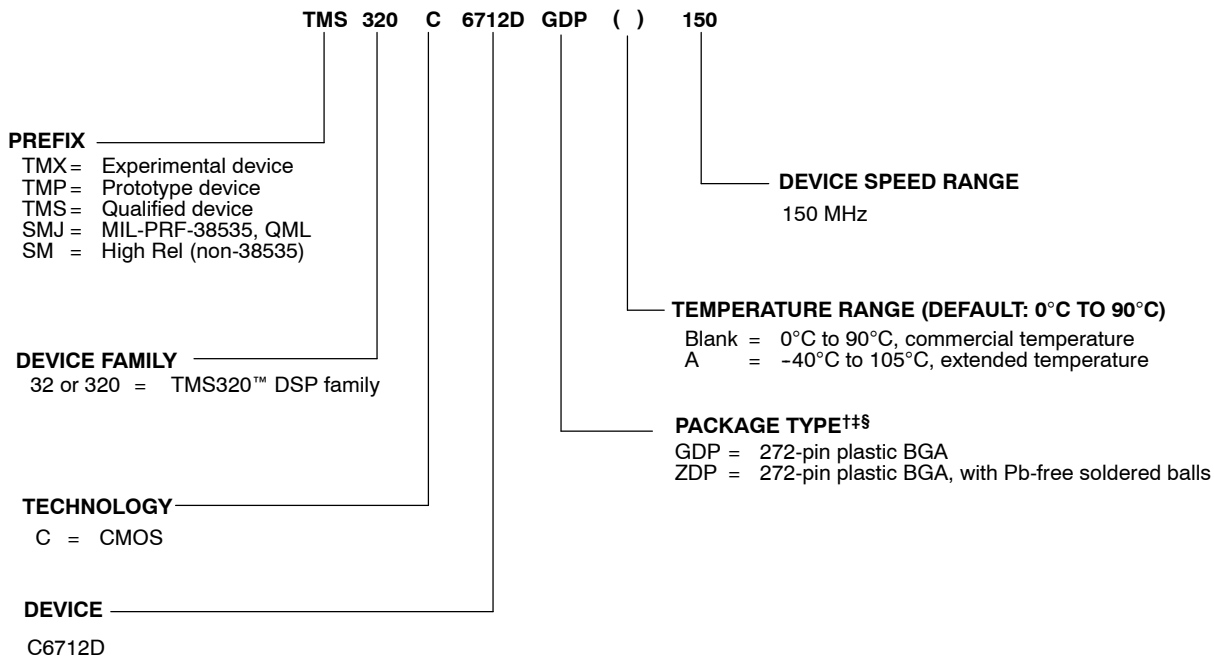 TMS 320 C 6712D GDP ( ) 150
PREFIX
TMX = Experimental device
TMP = Prototype device
TMS = Qualified device
SMJ = MIL-PRF-38535, QML
SM = High Rel (non-38535)
DEVICE SPEED RANGE
150 MHz
TEMPERATURE RANGE (DEFAULT: 0°C TO 90°C)
Blank = 0°C to 90°C, commercial temperature
A = -40°C to 105°C, extended temperature
DEVICE FAMILY
32 or 320 = TMS320™ DSP family
PACKAGE TYPE†‡§
GDP = 272-pin plastic BGA
ZDP = 272-pin plastic BGA, with Pb-free soldered balls
TECHNOLOGY
C = CMOS
DEVICE
C6712D